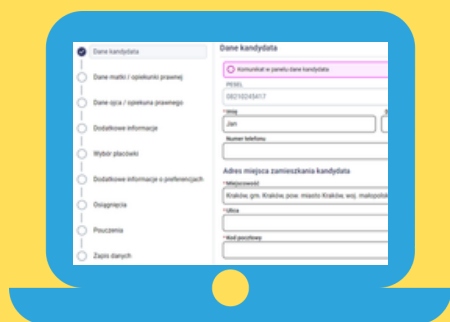 Dane kandydata
Dane matki / opiekunki prawnej
Dane ojca / opiekuna prawnego
Dodatkowe informacje
Wybór placówki
Dodatkowe informacje o preferencjach
Osiągnięcia
Pouczenia
Zapis danych
Dane kandydata
Komunikat w panelu dane kandydata
PESEL
08210245417
*Imię
Jan
Numer telefonu
Adres miejsca zamieszkania kandydata
*Miejscowość
Kraków, gm. Kraków, pow. miasto Kraków, woj. małopolsk
*Ulica
*Kod pocztowy